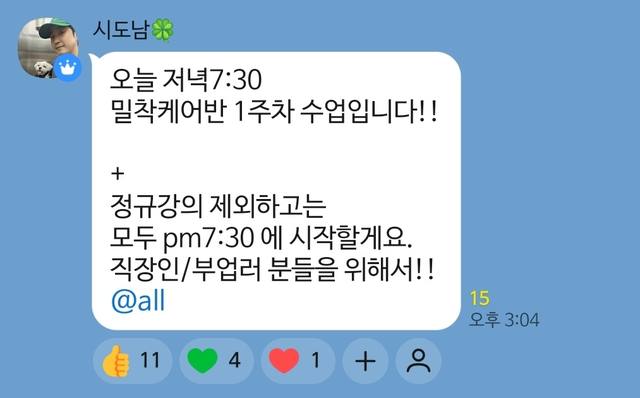 시도남🍀
오늘 저녁7:30
밀착케어반 1주차 수업입니다!!
+
정규강의 제외하고는
모두 pm7:30 에 시작할게요.
직장인/부업러 분들을 위해서!!
@all
15
오후 3:04
👍 11 💚 4 ❤️ 1 +